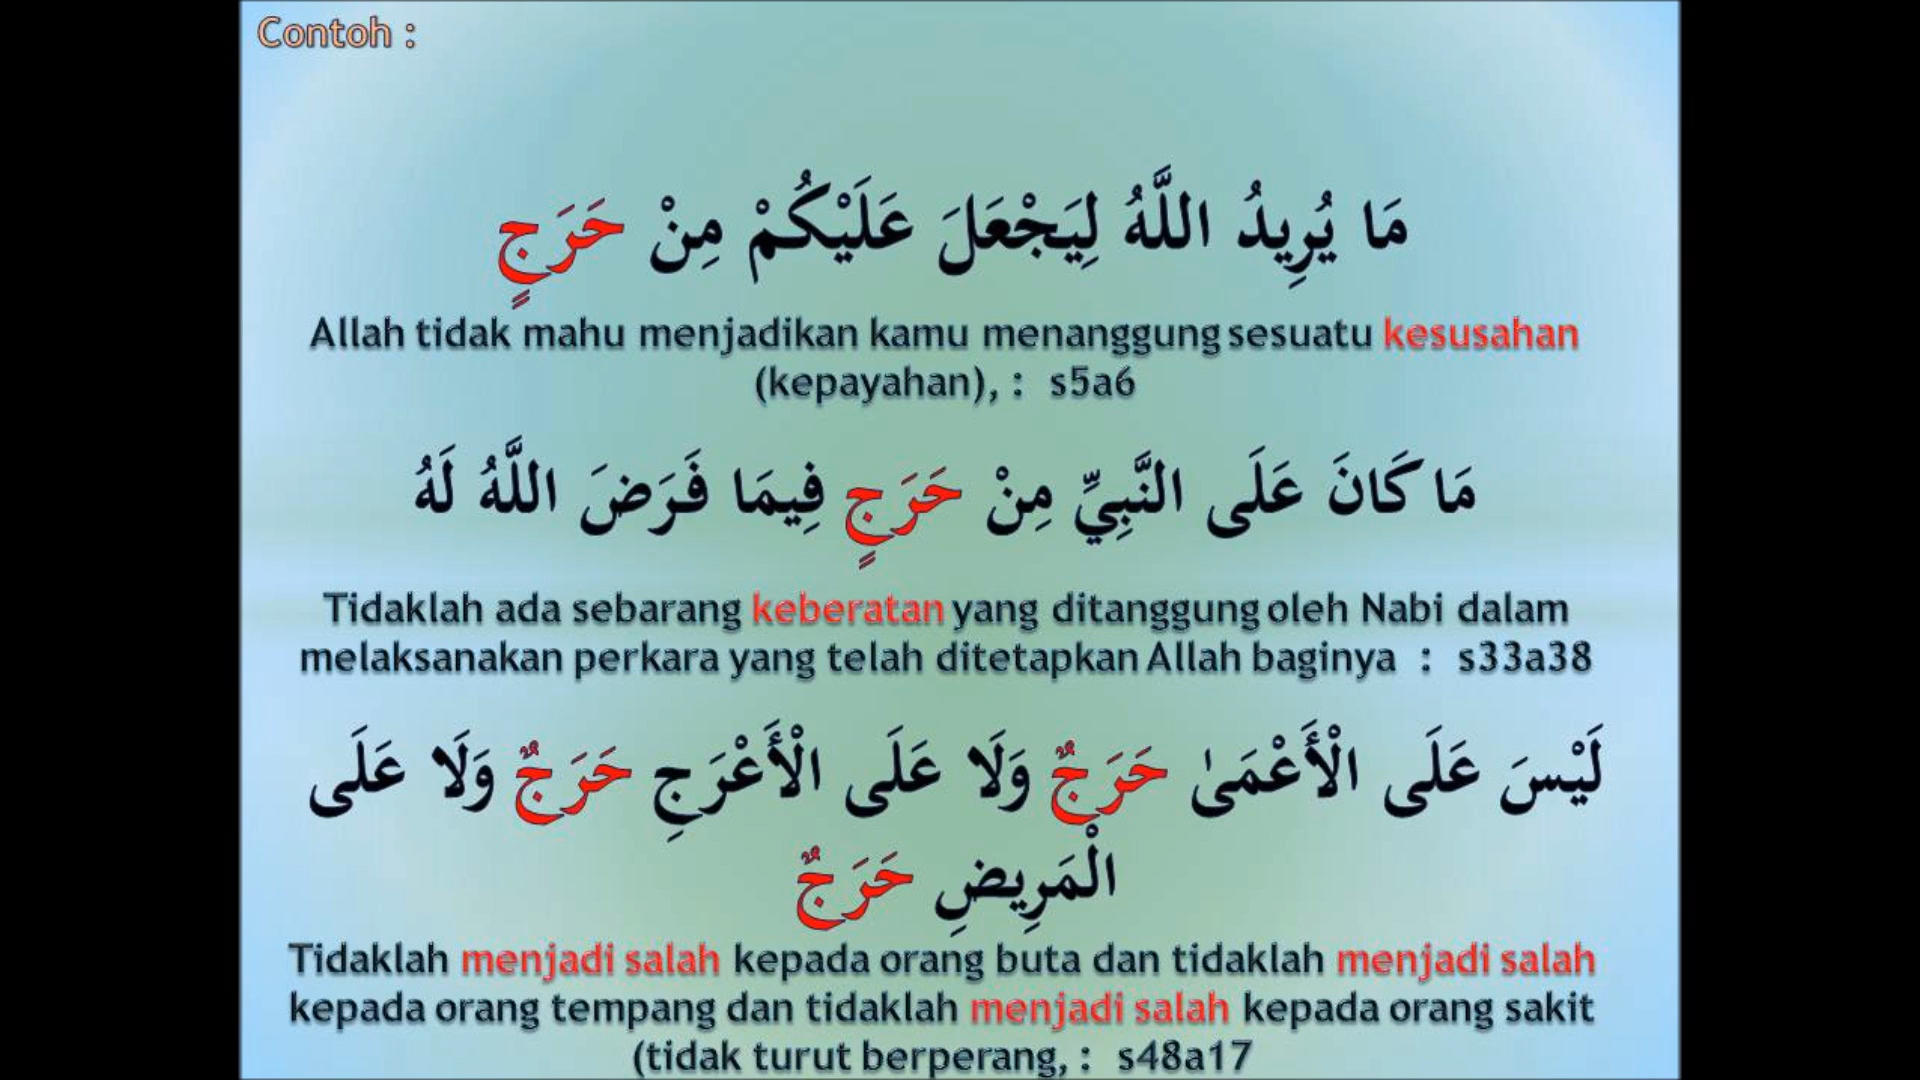 Contoh :
مَا يُرِيدُ اللَّهُ لِيَجْعَلَ عَلَيْكُمْ مِنْ حَرَجٍ
Allah tidak mahu menjadikan kamu menanggung sesuatu kesusahan
(kepayahan), : s5a6
مَا كَانَ عَلَى النَّبِيِّ مِنْ حَرَجٍ فِيمَا فَرَضَ اللَّهُ لَهُ
Tidaklah ada sebarang keberatan yang ditanggung oleh Nabi dalam
melaksanakan perkara yang telah ditetapkan Allah baginya : s33a38
لَيْسَ عَلَى الْأَعْمَىٰ حَرَجٌ وَلَا عَلَى الْأَعْرَجِ حَرَجٌ وَلَا عَلَى
الْمَرِيضِ حَرَجٌ
Tidaklah menjadi salah kepada orang buta dan tidaklah menjadi salah
kepada orang tempang dan tidaklah menjadi salah kepada orang sakit
(tidak turut berperang, : s48a17